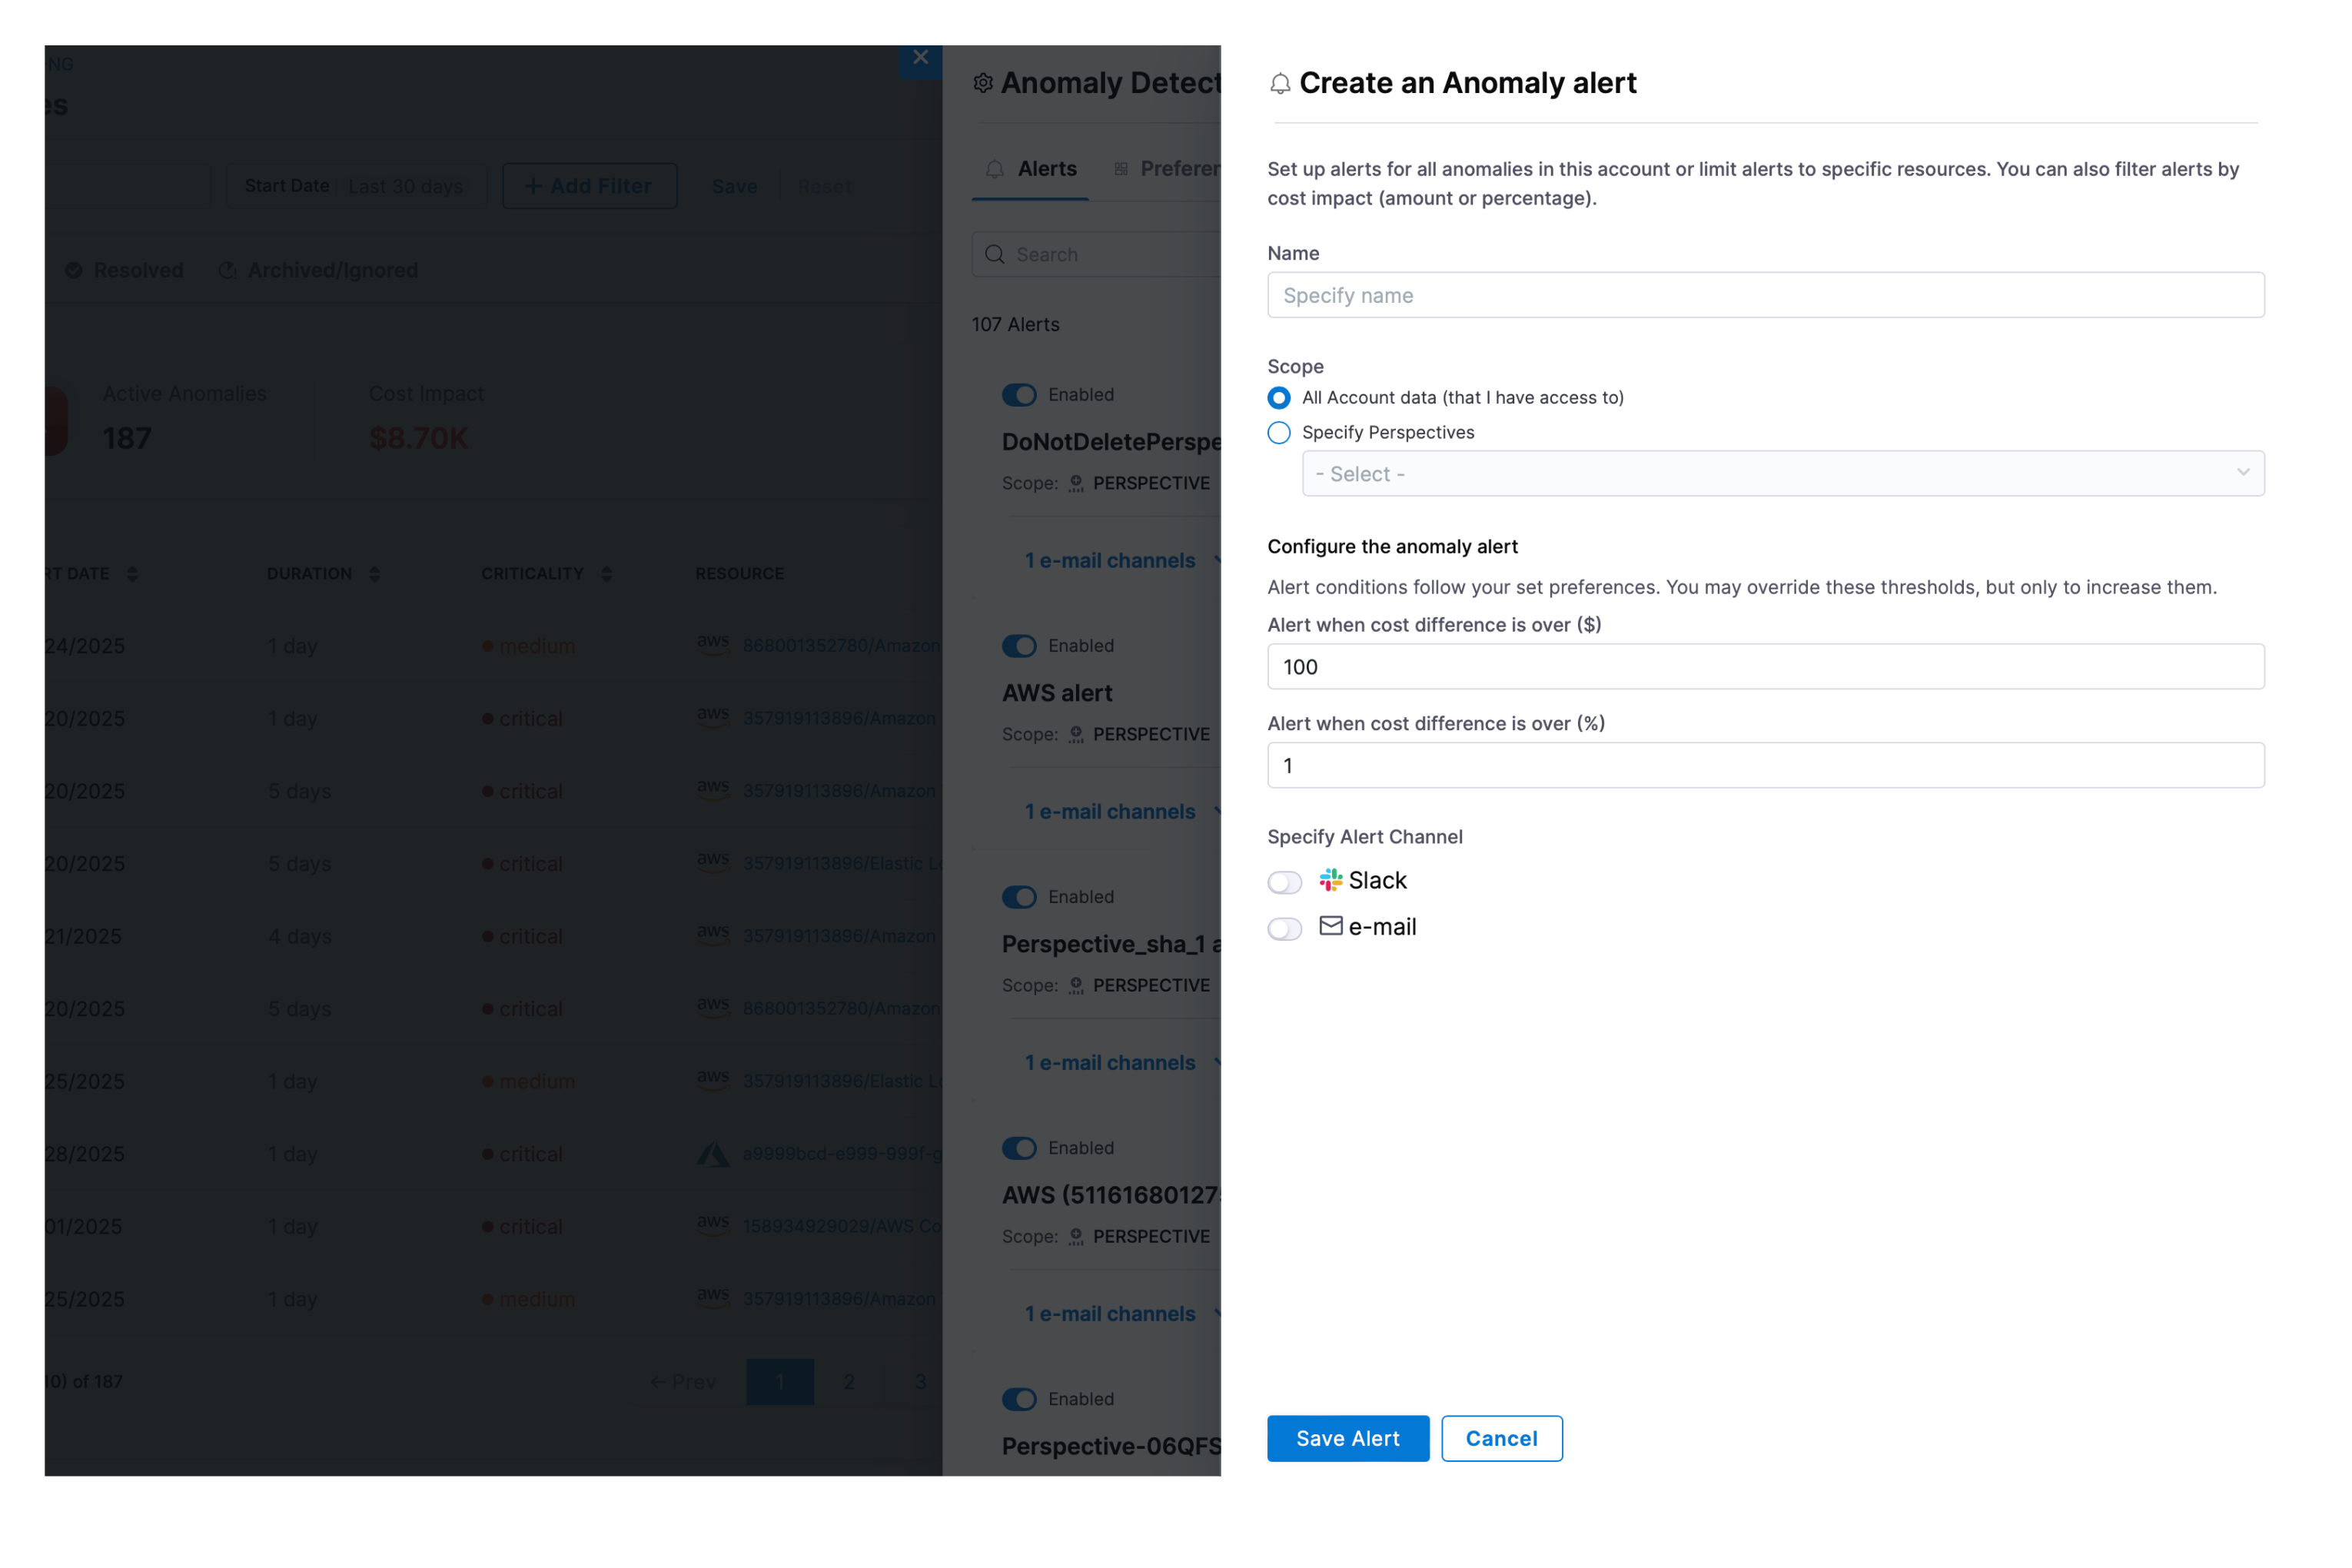 NG
es
Start Date Last 30 days
+ Add Filter
Save
Reset
Resolved
Archived/Ignored
Active Anomalies
187
Cost Impact
$8.70K
RT DATE DURATION CRITICALITY RESOURCE
24/2025 1 day medium aws 868001352780/Amazon
20/2025 1 day critical aws 357919113896/Amazon
20/2025 5 days critical aws 357919113896/Amazon
20/2025 5 days critical aws 357919113896/Elastic Lo
21/2025 4 days critical aws 357919113896/Amazon
20/2025 5 days critical aws 868001352780/Amazon
25/2025 1 day medium aws 357919113896/Elastic Lo
28/2025 1 day critical a9999bcd-e999-999f-g
01/2025 1 day critical aws 158934929029/AWS Co
25/2025 1 day medium aws 357919113896/Amazon
10) of 187
← Prev 1 2 3
Anomaly Detect
Alerts
Preferen
Search
107 Alerts
Enabled
DoNotDeletePerspe
Scope: PERSPECTIVE
1 e-mail channels
Enabled
AWS alert
Scope: PERSPECTIVE
1 e-mail channels
Enabled
Perspective_sha_1 a
Scope: PERSPECTIVE
1 e-mail channels
Enabled
AWS (511616801275
Scope: PERSPECTIVE
1 e-mail channels
Enabled
Perspective-06QFS
Create an Anomaly alert
Set up alerts for all anomalies in this account or limit alerts to specific resources. You can also filter alerts by
cost impact (amount or percentage).
Name
Specify name
Scope
All Account data (that I have access to)
Specify Perspectives
- Select -
Configure the anomaly alert
Alert conditions follow your set preferences. You may override these thresholds, but only to increase them.
Alert when cost difference is over ($)
100
Alert when cost difference is over (%)
1
Specify Alert Channel
Slack
e-mail
Save Alert
Cancel